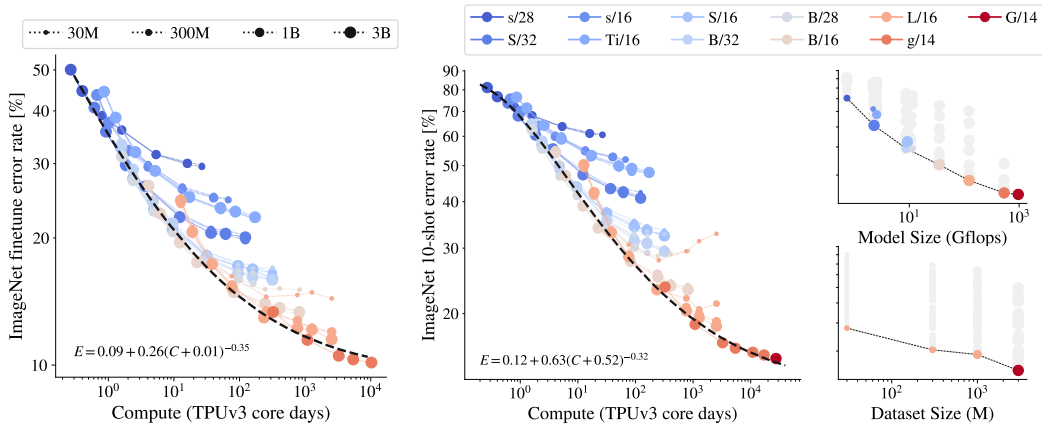 30M 300M 1B 3B
50
40
30
20
10
ImageNet finetune error rate [%]
E = 0.09 + 0.26(C + 0.01)^{−0.35}
10^0 10^1 10^2 10^3 10^4
Compute (TPUv3 core days)
s/28 s/16 S/16 B/28 L/16 G/14
S/32 Ti/16 B/32 B/16 g/14
90
80
70
60
50
40
30
20
ImageNet 10-shot error rate [%]
E = 0.12 + 0.63(C + 0.52)^{−0.32}
10^0 10^1 10^2 10^3 10^4
Compute (TPUv3 core days)
10^1 10^3
Model Size (Gflops)
10^2 10^3
Dataset Size (M)